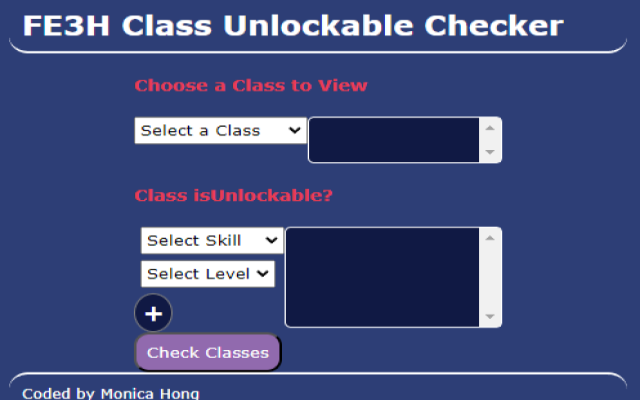 FE3H Class Unlockable Checker
Choose a Class to View
Select a Class
Class isUnlockable?
Select Skill
Select Level
+
Check Classes
Coded by Monica Hong